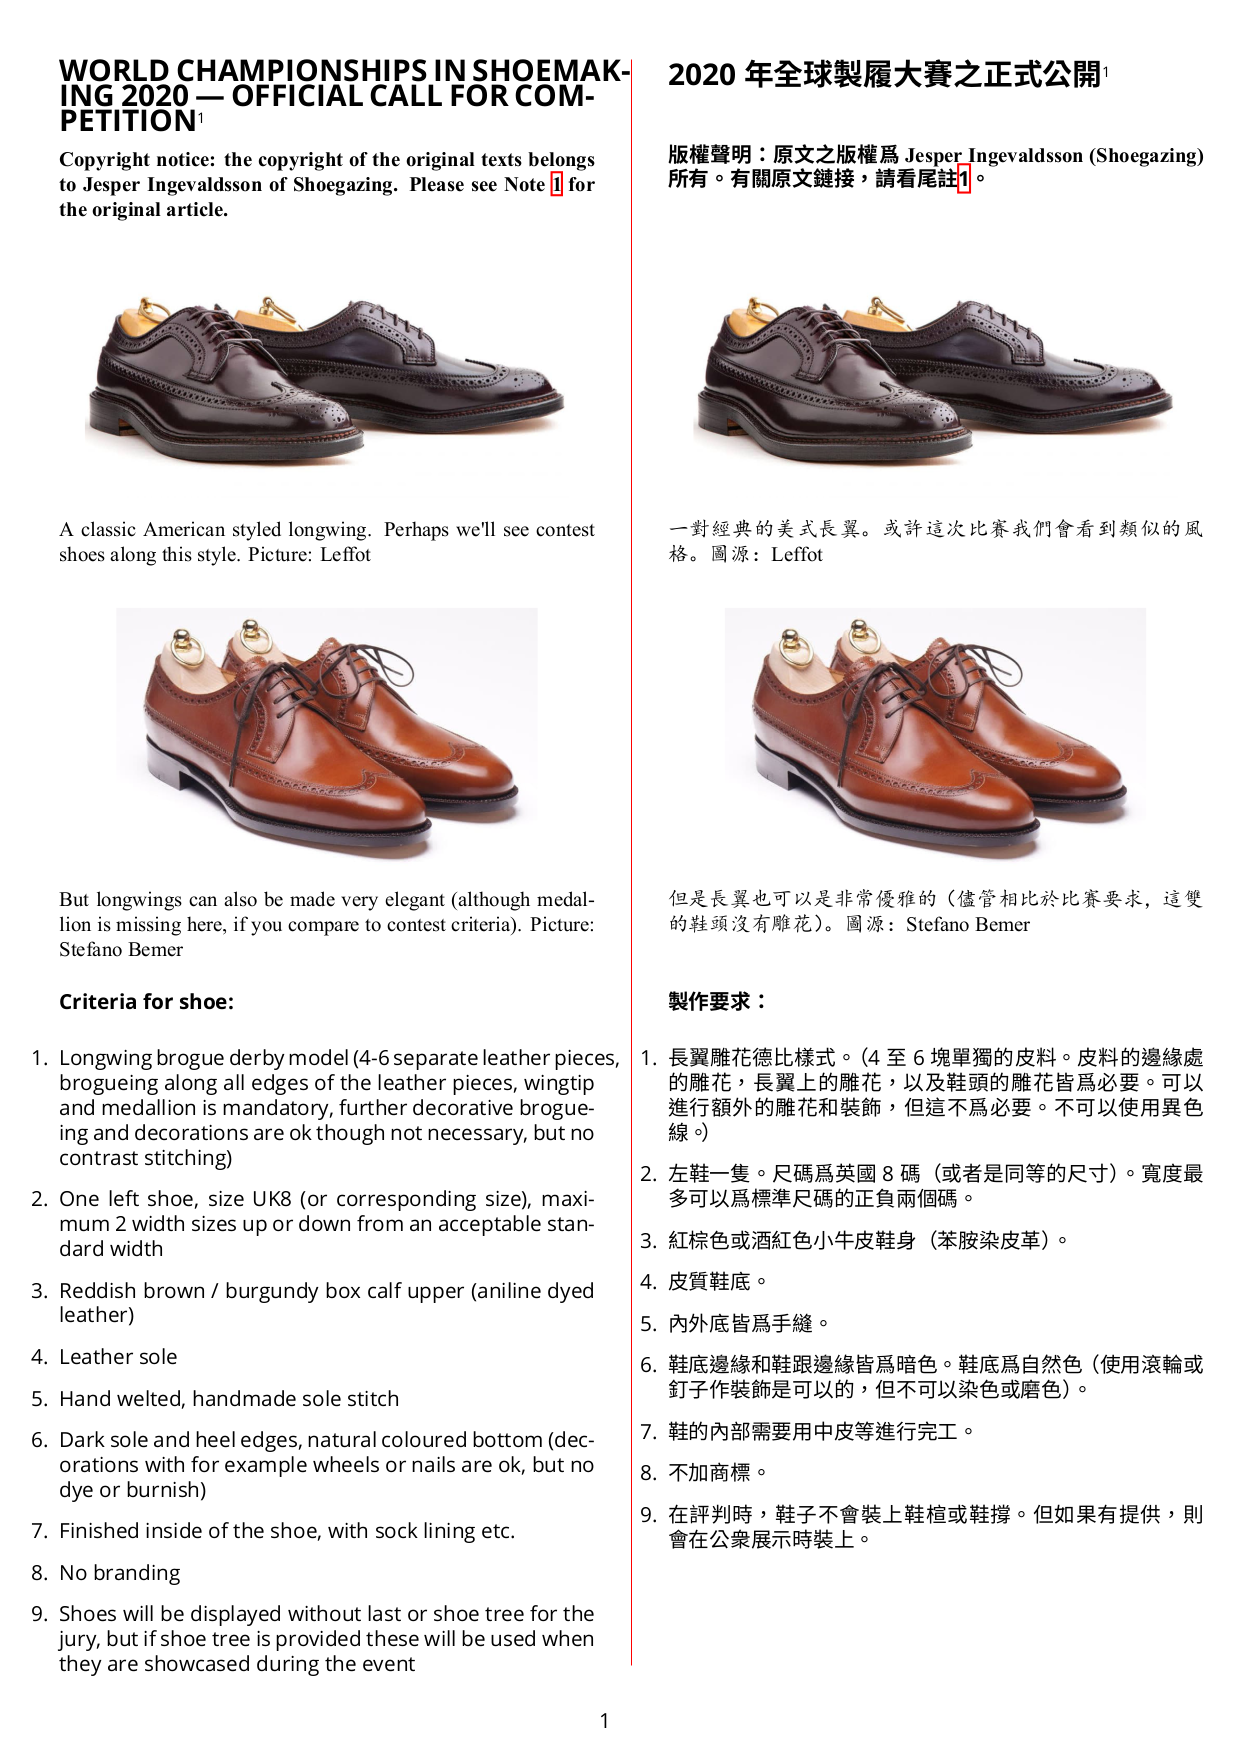 WORLD CHAMPIONSHIPS IN SHOEMAK-
ING 2020 — OFFICIAL CALL FOR COM-
PETITION1
Copyright notice: the copyright of the original texts belongs
to Jesper Ingevaldsson of Shoegazing. Please see Note 1 for
the original article.
A classic American styled longwing. Perhaps we'll see contest
shoes along this style. Picture: Leffot
But longwings can also be made very elegant (although medal-
lion is missing here, if you compare to contest criteria). Picture:
Stefano Bemer
Criteria for shoe:
1. Longwing brogue derby model (4-6 separate leather pieces,
brogueing along all edges of the leather pieces, wingtip
and medallion is mandatory, further decorative brogue-
ing and decorations are ok though not necessary, but no
contrast stitching)
2. One left shoe, size UK8 (or corresponding size), maxi-
mum 2 width sizes up or down from an acceptable stan-
dard width
3. Reddish brown / burgundy box calf upper (aniline dyed
leather)
4. Leather sole
5. Hand welted, handmade sole stitch
6. Dark sole and heel edges, natural coloured bottom (dec-
orations with for example wheels or nails are ok, but no
dye or burnish)
7. Finished inside of the shoe, with sock lining etc.
8. No branding
9. Shoes will be displayed without last or shoe tree for the
jury, but if shoe tree is provided these will be used when
they are showcased during the event
2020 年全球製履大賽之正式公開1
版權聲明：原文之版權爲 Jesper Ingevaldsson (Shoegazing)
所有。有關原文鏈接，請看尾註1。
一對經典的美式長翼。或許這次比賽我們會看到類似的風
格。圖源：Leffot
但是長翼也可以是非常優雅的（儘管相比於比賽要求，這雙
的鞋頭沒有雕花）。圖源：Stefano Bemer
製作要求：
1. 長翼雕花德比樣式。（4 至 6 塊單獨的皮料。皮料的邊緣處
的雕花，長翼上的雕花，以及鞋頭的雕花皆爲必要。可以
進行額外的雕花和裝飾，但這不爲必要。不可以使用異色
線。）
2. 左鞋一隻。尺碼爲英國 8 碼（或者是同等的尺寸）。寬度最
多可以爲標準尺碼的正負兩個碼。
3. 紅棕色或酒紅色小牛皮鞋身（苯胺染皮革）。
4. 皮質鞋底。
5. 內外底皆爲手縫。
6. 鞋底邊緣和鞋跟邊緣皆爲暗色。鞋底爲自然色（使用滾輪或
釘子作裝飾是可以的，但不可以染色或磨色）。
7. 鞋的內部需要用中皮等進行完工。
8. 不加商標。
9. 在評判時，鞋子不會裝上鞋楦或鞋撐。但如果有提供，則
會在公衆展示時裝上。
1